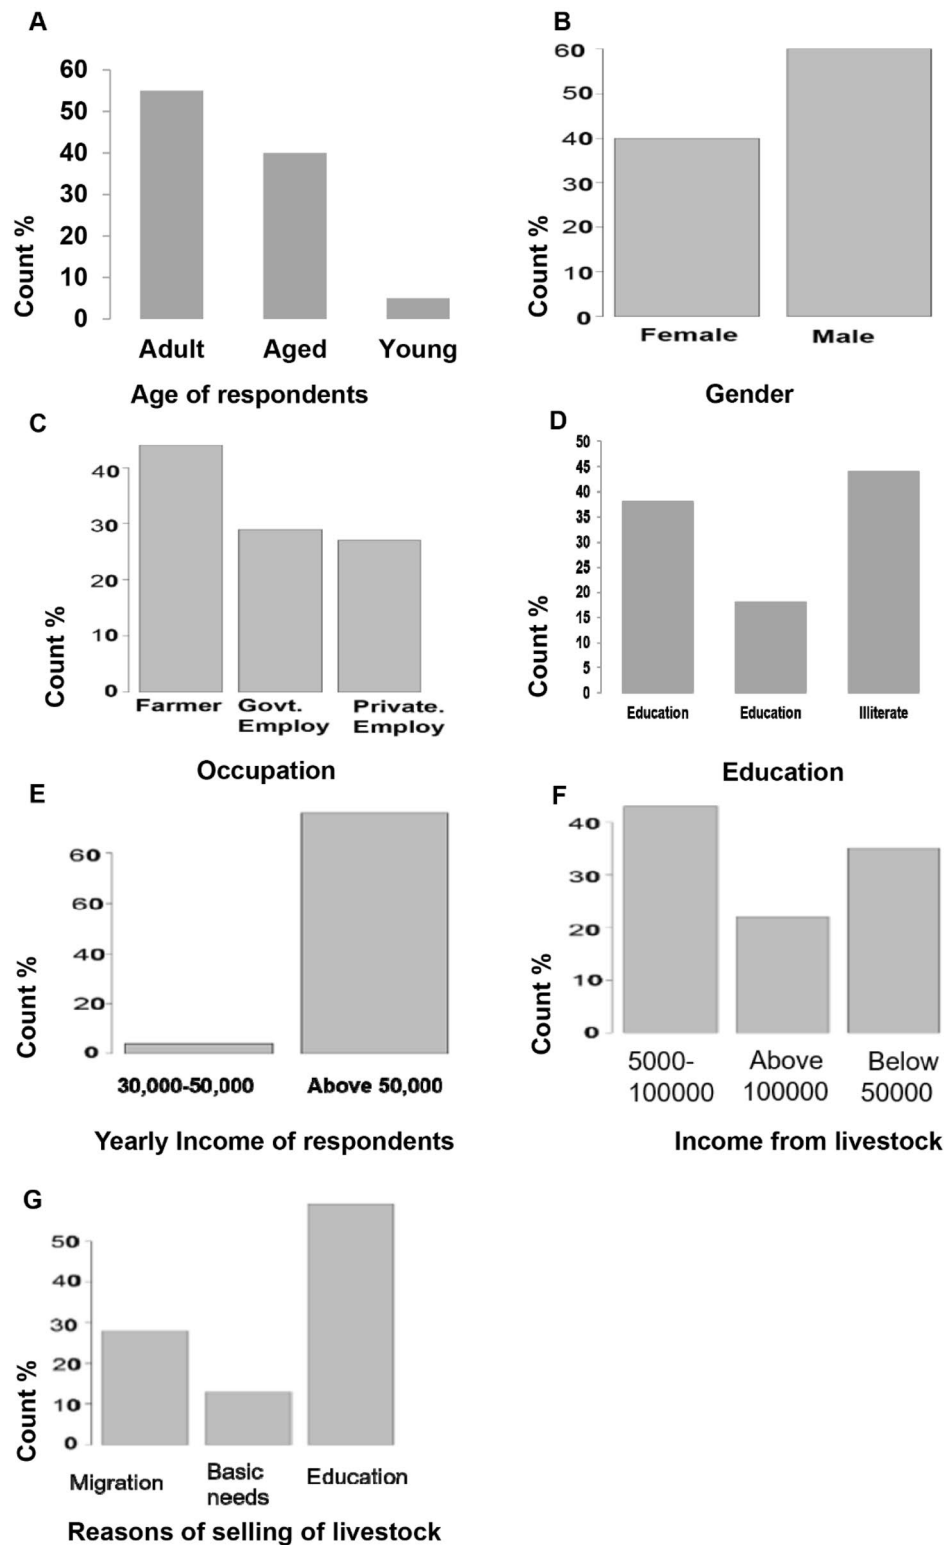 A
60
50
40
30
20
10
0
Count %
Adult Aged Young
Age of respondents
B
60
50
40
30
20
10
0
Count %
Female Male
Gender
C
40
30
20
10
0
Count %
Farmer Govt. Private.
Employ Employ
Occupation
D
50
45
40
35
30
25
20
15
10
5
0
Count %
Education Education Illiterate
Education
E
60
60
40
20
0
Count %
30,000-50,000 Above 50,000
Yearly Income of respondents
F
40
30
20
10
0
Count %
5000- Above Below
100000 100000 50000
Income from livestock
G
50
40
30
20
10
0
Count %
Migration Basic Education
needs
Reasons of selling of livestock